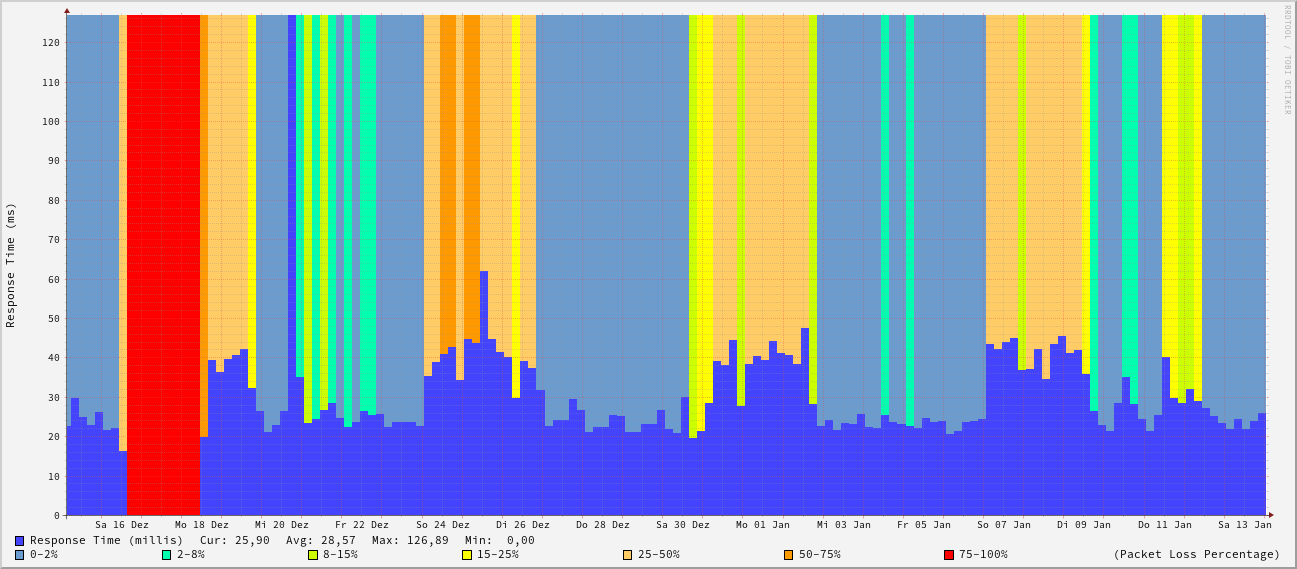 RRDTOOL / TOBI OETIKER
Response Time (ms)
120
110
100
90
80
70
60
50
40
30
20
10
0
Sa 16 Dez Mo 18 Dez Mi 20 Dez Fr 22 Dez So 24 Dez Di 26 Dez Do 28 Dez Sa 30 Dez Mo 01 Jan Mi 03 Jan Fr 05 Jan So 07 Jan Di 09 Jan Do 11 Jan Sa 13 Jan
Response Time (millis) Cur: 25,90 Avg: 28,57 Max: 126,89 Min: 0,00
0-2% 2-8% 8-15% 15-25% 25-50% 50-75% 75-100% (Packet Loss Percentage)